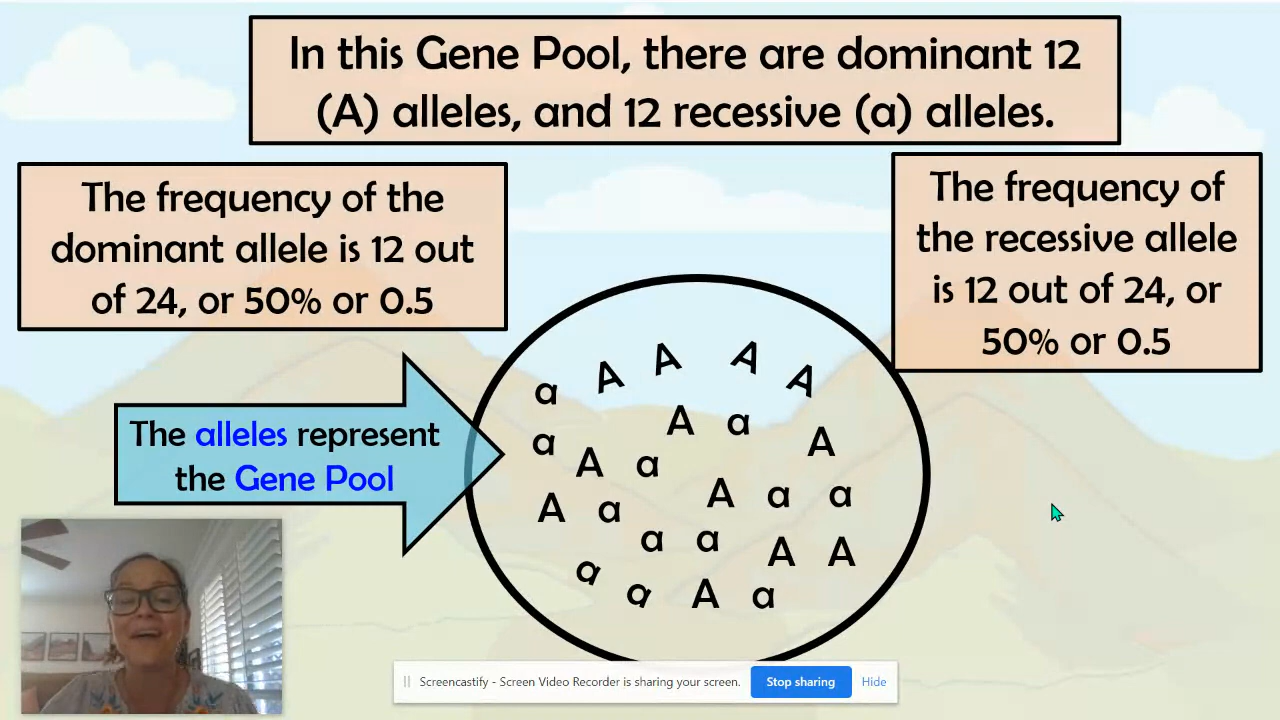 In this Gene Pool, there are dominant 12
(A) alleles, and 12 recessive (a) alleles.
The frequency of the
dominant allele is 12 out
of 24, or 50% or 0.5
The frequency of
the recessive allele
is 12 out of 24, or
50% or 0.5
The alleles represent
the Gene Pool
a A A A A
A a
a A a A
A a A a a
a a A A
a a A a
Screencastify - Screen Video Recorder is sharing your screen. Stop sharing Hide